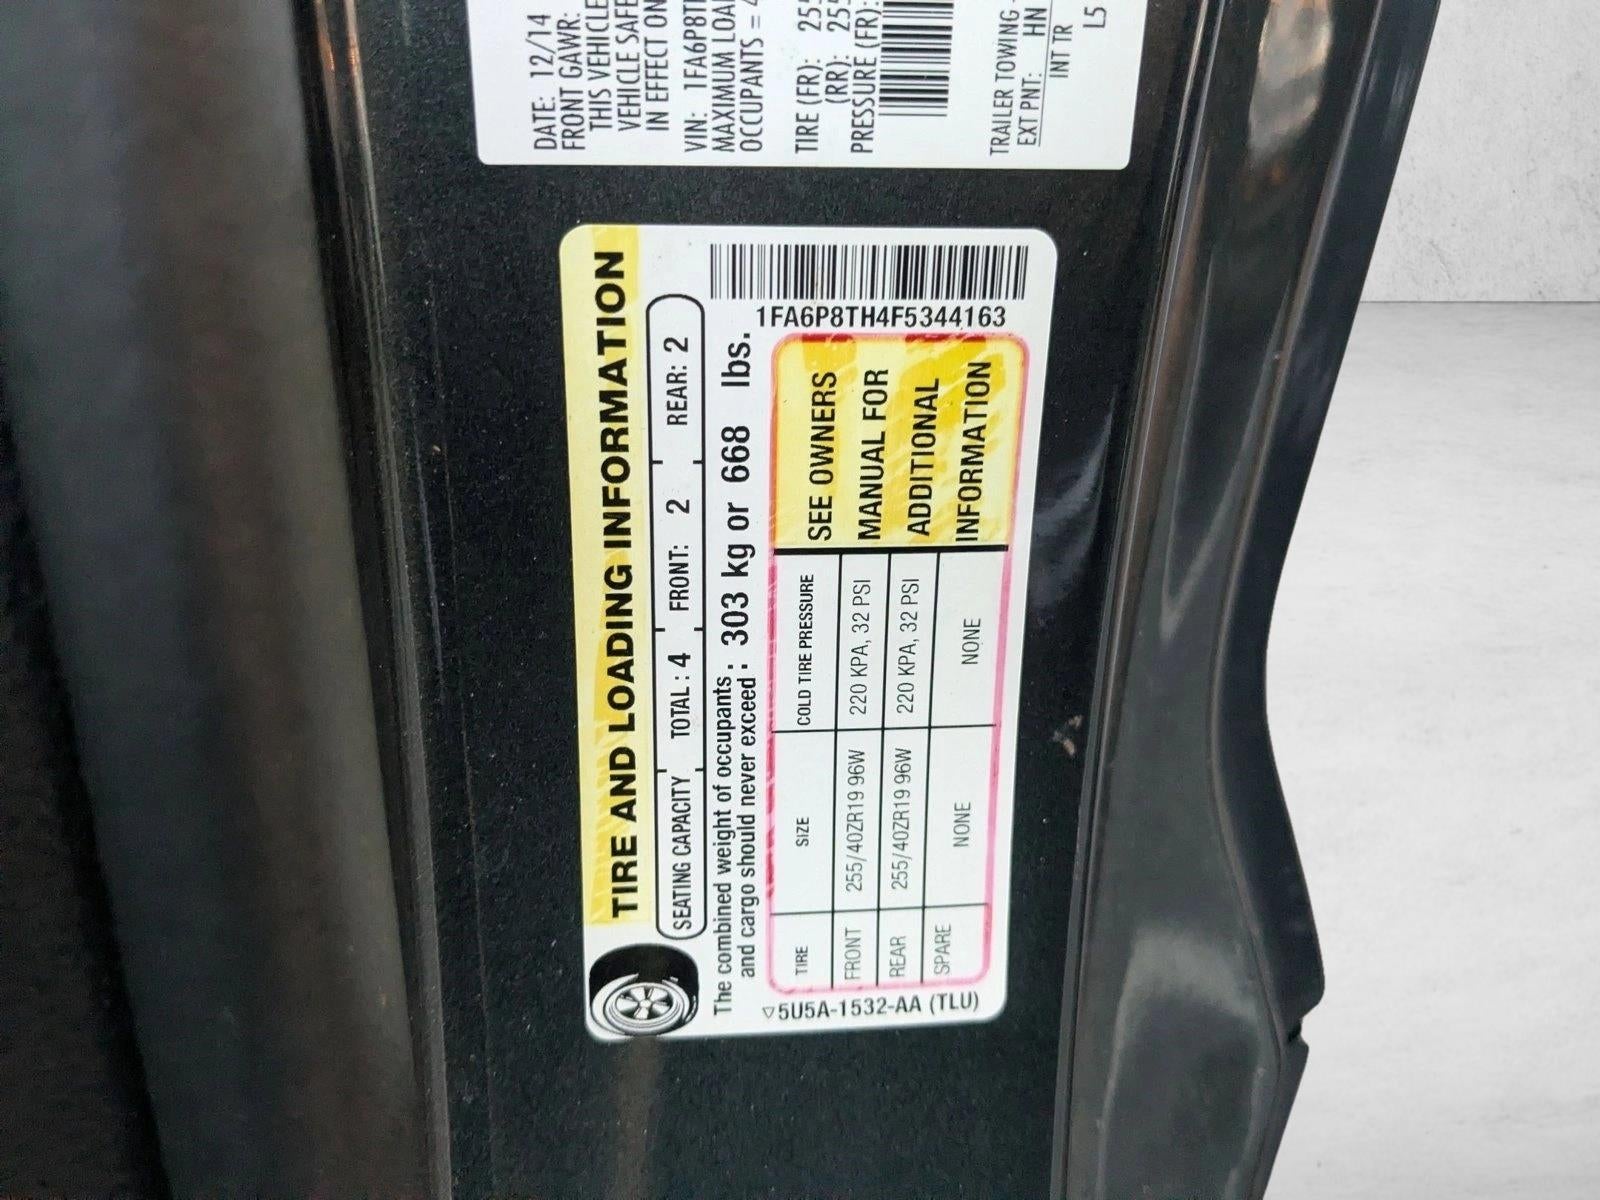 DATE: 12/14
FRONT GAWR:
THIS VEHICLE
VEHICLE SAFE
IN EFFECT ON
VIN: 1FA6P8T
MAXIMUM LOA
OCCUPANTS = 4
TIRE (FR): 255
(RR): 255
PRESSURE (FR):
TRAILER TOWING -
EXT PNT: HN
INT TR
L5
TIRE AND LOADING INFORMATION
SEATING CAPACITY TOTAL : 4 FRONT: 2 REAR: 2
The combined weight of occupants
and cargo should never exceed : 303 kg or 668 lbs.
1FA6P8TH4F5344163
TIRE SIZE COLD TIRE PRESSURE
FRONT 255/40ZR19 96W 220 KPA, 32 PSI
REAR 255/40ZR19 96W 220 KPA, 32 PSI
SPARE NONE NONE
SEE OWNERS
MANUAL FOR
ADDITIONAL
INFORMATION
5U5A-1532-AA (TLU)